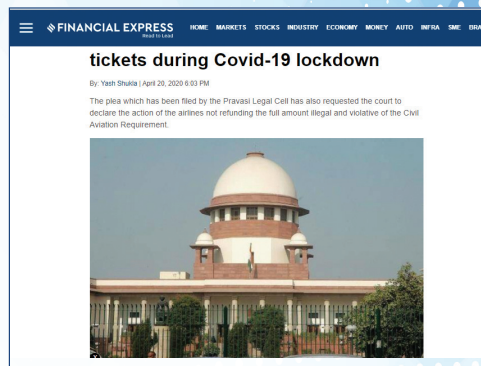 FINANCIAL EXPRESS
Read to Lead
HOME MARKETS STOCKS INDUSTRY ECONOMY MONEY AUTO INFRA SME BRA
tickets during Covid-19 lockdown
By: Yash Shukla | April 20, 2020 6:03 PM
The plea which has been filed by the Pravasi Legal Cell has also requested the court to
declare the action of the airlines not refunding the full amount illegal and violative of the Civil
Aviation Requirement.